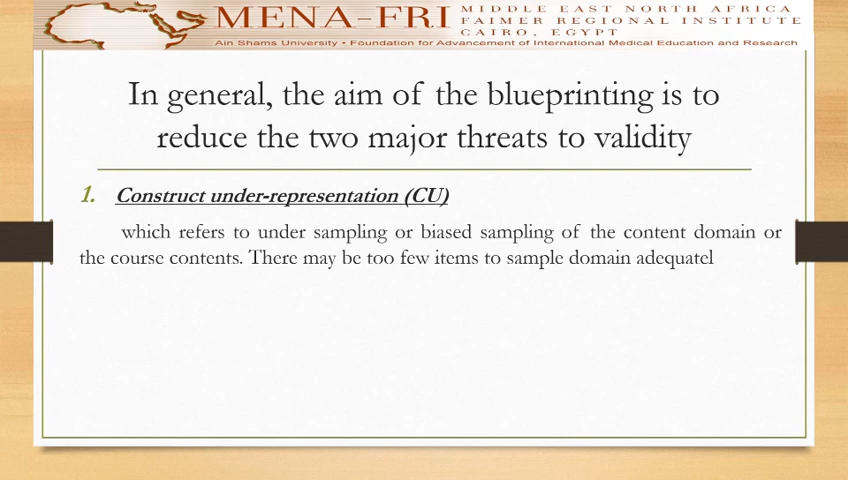 MENA-FRI
MIDDLE EAST NORTH AFRICA
FAIMER REGIONAL INSTITUTE
CAIRO, EGYPT
Ain Shams University • Foundation for Advancement of International Medical Education and Research
In general, the aim of the blueprinting is to
reduce the two major threats to validity
1. Construct under-representation (CU)
which refers to under sampling or biased sampling of the content domain or
the course contents. There may be too few items to sample domain adequatel